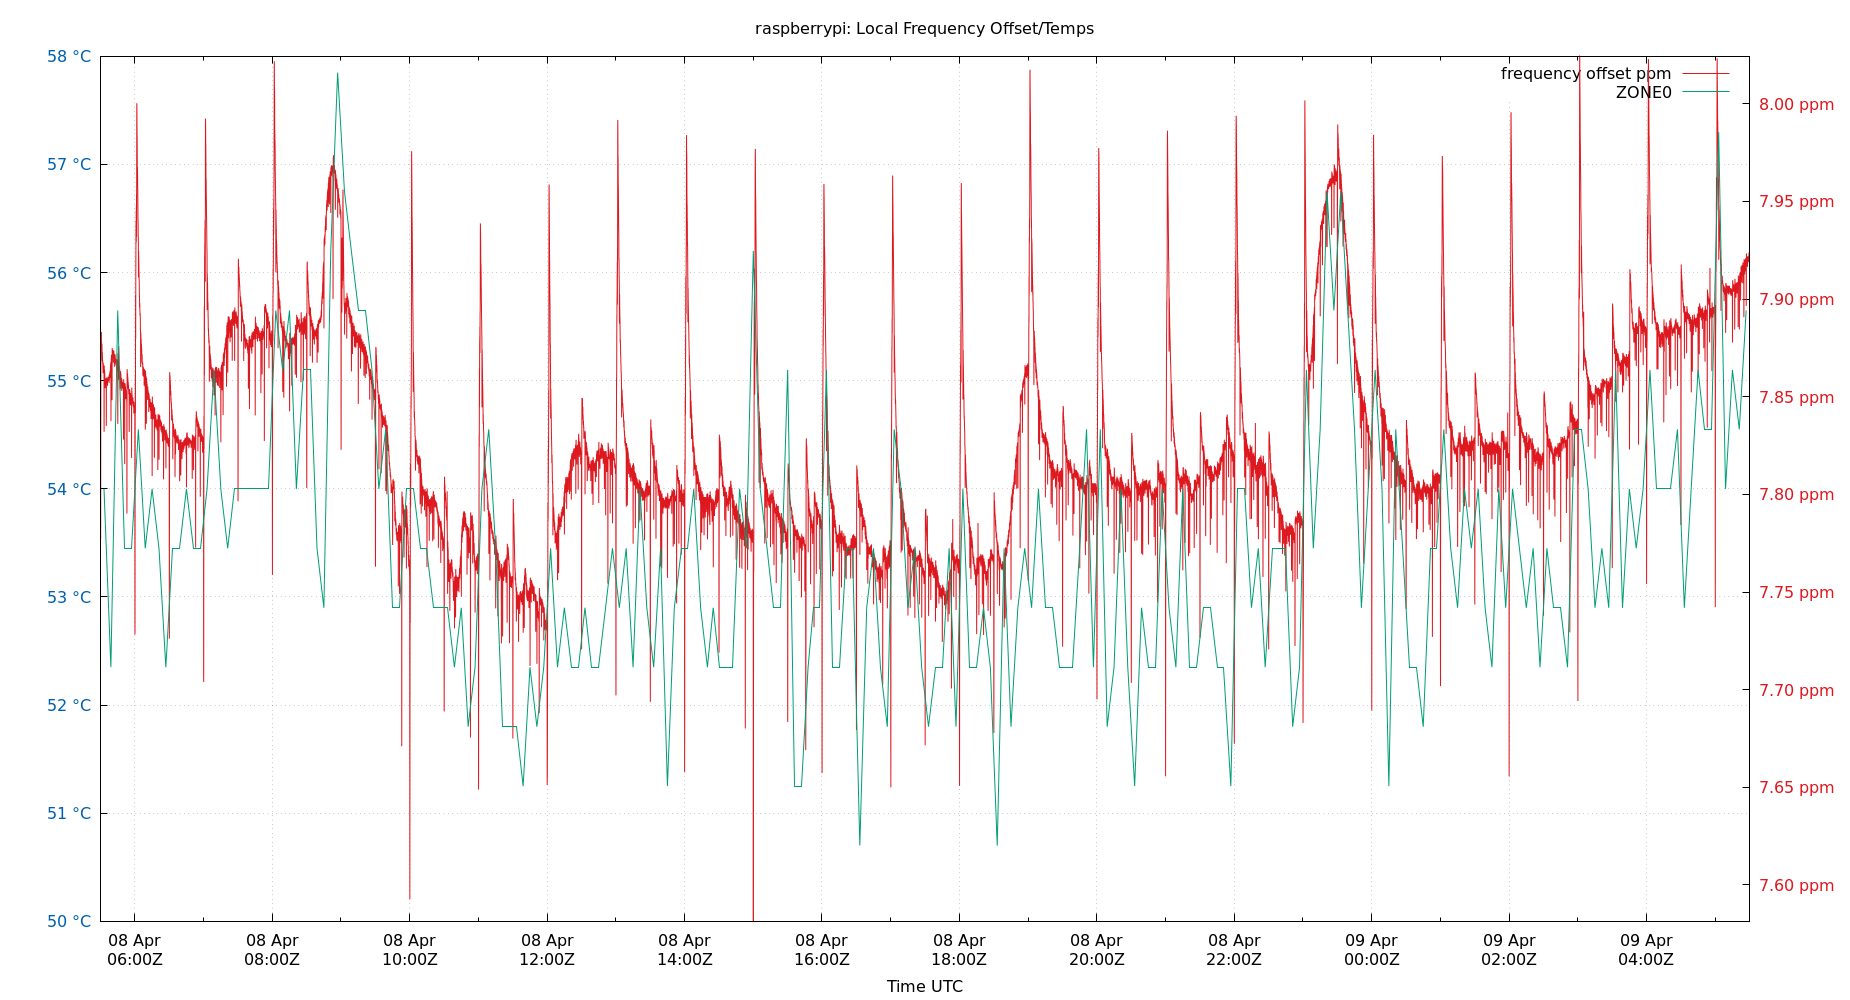 raspberrypi: Local Frequency Offset/Temps
58 °C
57 °C
56 °C
55 °C
54 °C
53 °C
52 °C
51 °C
50 °C
frequency offset ppm
ZONE0
8.00 ppm
7.95 ppm
7.90 ppm
7.85 ppm
7.80 ppm
7.75 ppm
7.70 ppm
7.65 ppm
7.60 ppm
08 Apr 08 Apr 08 Apr 08 Apr 08 Apr 08 Apr 08 Apr 08 Apr 08 Apr 09 Apr 09 Apr 09 Apr
06:00Z 08:00Z 10:00Z 12:00Z 14:00Z 16:00Z 18:00Z 20:00Z 22:00Z 00:00Z 02:00Z 04:00Z
Time UTC